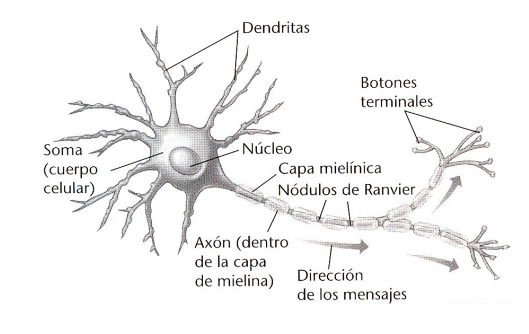 Dendritas
Botones
terminales
Soma
(cuerpo
celular)
Núcleo
Capa mielínica
Nódulos de Ranvier
Axón (dentro
de la capa
de mielina)
Dirección
de los mensajes